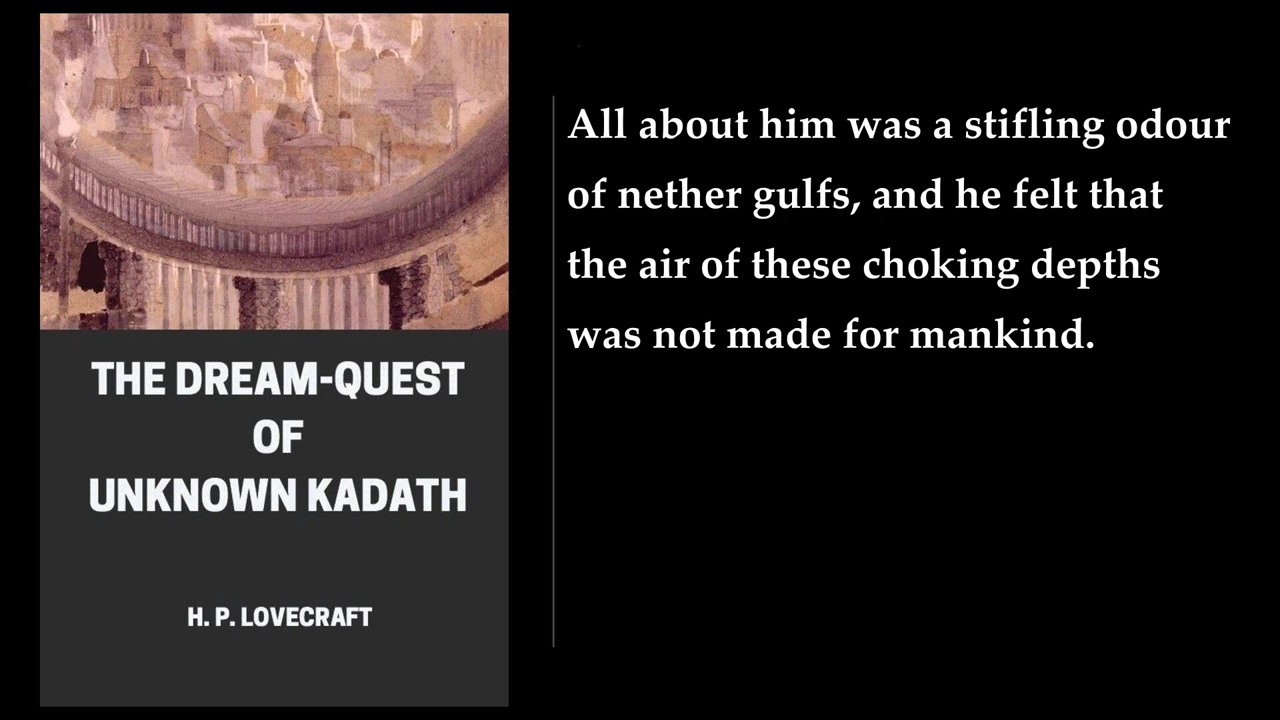 THE DREAM-QUEST
OF
UNKNOWN KADATH
H. P. LOVECRAFT
All about him was a stifling odour
of nether gulfs, and he felt that
the air of these choking depths
was not made for mankind.